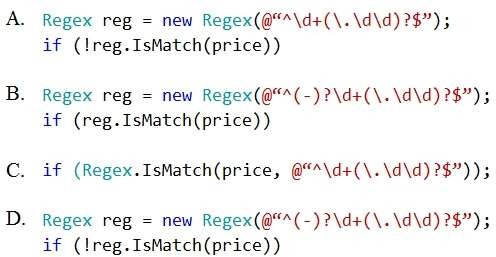 A. Regex reg = new Regex(@“^\d+(\.\d\d)?$”);
if (!reg.IsMatch(price))
B. Regex reg = new Regex(@“^(-)?\d+(\.\d\d)?$”);
if (reg.IsMatch(price))
C. if (Regex.IsMatch(price, @“^\d+(\.\d\d)?$”));
D. Regex reg = new Regex(@“^(-)?\d+(\.\d\d)?$”);
if (!reg.IsMatch(price))